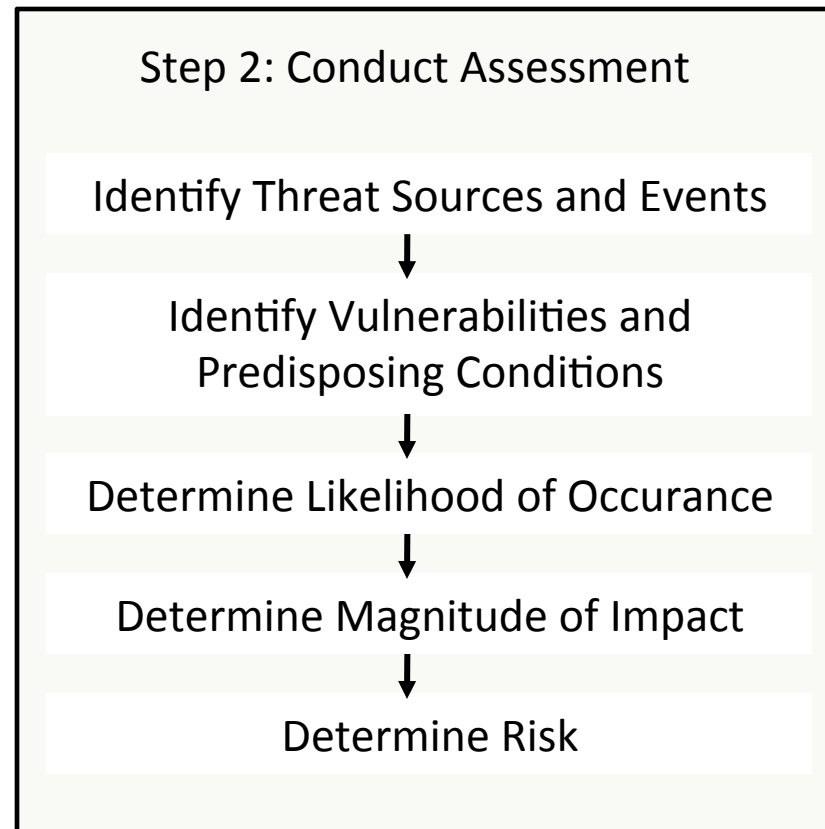 Step 2: Conduct Assessment
Identify Threat Sources and Events
Identify Vulnerabilities and
Predisposing Conditions
Determine Likelihood of Occurance
Determine Magnitude of Impact
Determine Risk